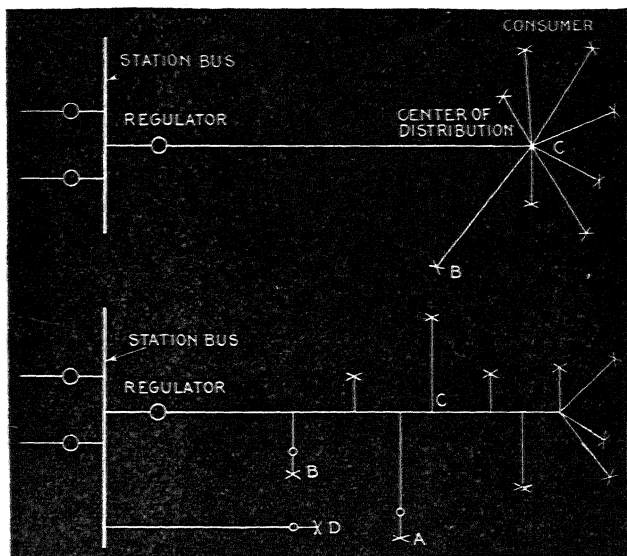 CONSUMER
STATION BUS
REGULATOR
CENTER OF
DISTRIBUTION
C
B
STATION BUS
REGULATOR
C
B
D
A